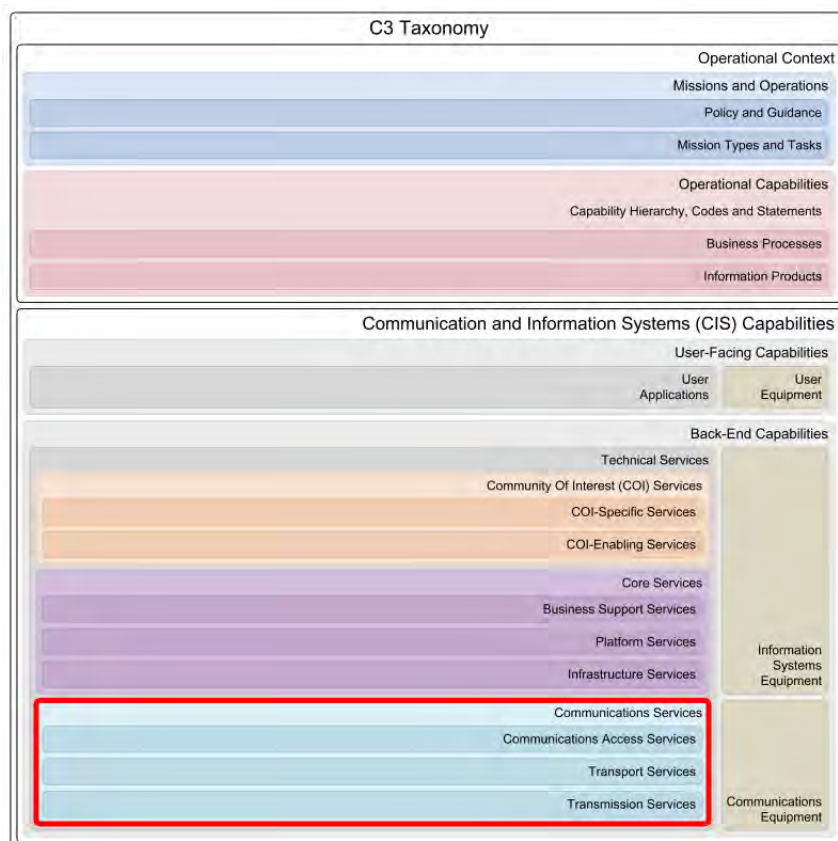 C3 Taxonomy
Operational Context
Missions and Operations
Policy and Guidance
Mission Types and Tasks
Operational Capabilities
Capability Hierarchy, Codes and Statements
Business Processes
Information Products
Communication and Information Systems (CIS) Capabilities
User-Facing Capabilities
User
Applications
User
Equipment
Back-End Capabilities
Technical Services
Community Of Interest (COI) Services
COI-Specific Services
COI-Enabling Services
Core Services
Business Support Services
Platform Services
Infrastructure Services
Information
Systems
Equipment
Communications Services
Communications Access Services
Transport Services
Transmission Services
Communications
Equipment